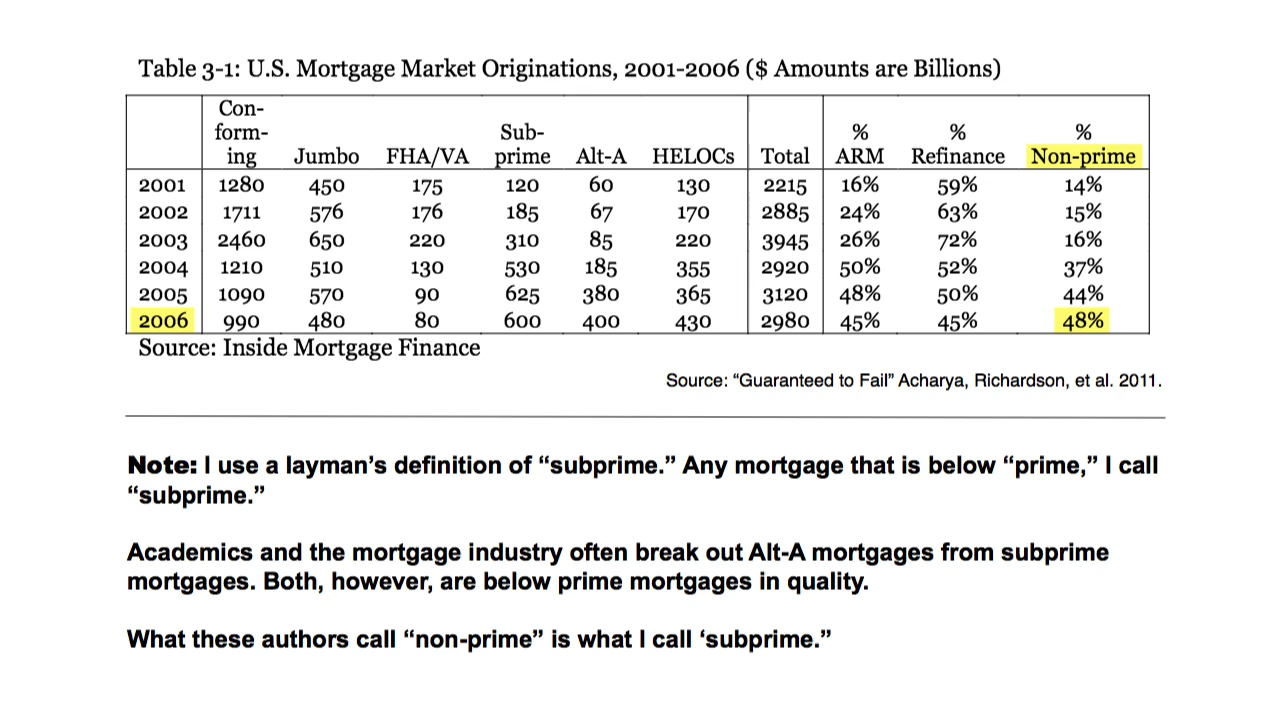 Table 3-1: U.S. Mortgage Market Originations, 2001-2006 ($ Amounts are Billions)
Con-
form- Sub- % % %
ing Jumbo FHA/VA prime Alt-A HELOCs Total ARM Refinance Non-prime
2001 1280 450 175 120 60 130 2215 16% 59% 14%
2002 1711 576 176 185 67 170 2885 24% 63% 15%
2003 2460 650 220 310 85 220 3945 26% 72% 16%
2004 1210 510 130 530 185 355 2920 50% 52% 37%
2005 1090 570 90 625 380 365 3120 48% 50% 44%
2006 990 480 80 600 400 430 2980 45% 45% 48%
Source: Inside Mortgage Finance
Source: “Guaranteed to Fail” Acharya, Richardson, et al. 2011.
Note: I use a layman’s definition of “subprime.” Any mortgage that is below “prime,” I call
“subprime.”
Academics and the mortgage industry often break out Alt-A mortgages from subprime
mortgages. Both, however, are below prime mortgages in quality.
What these authors call “non-prime” is what I call ‘subprime.”